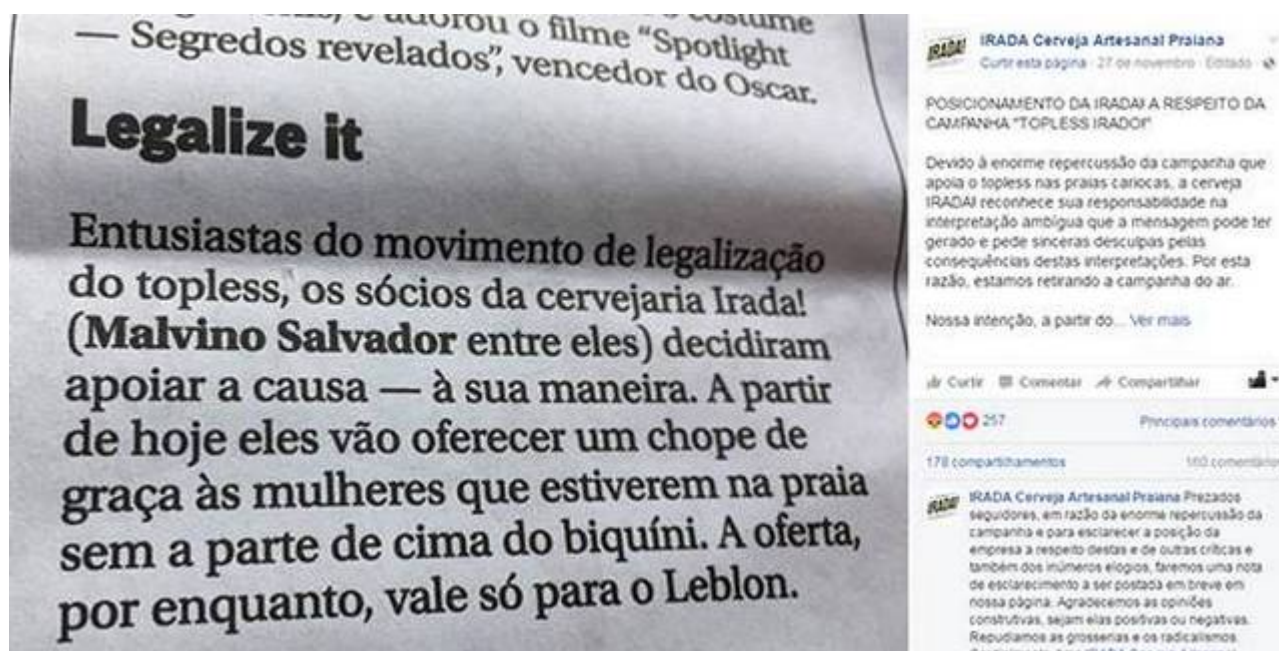 adorou o filme "Spotlight
— Segredos revelados", vencedor do Oscar.
Legalize it
Entusiastas do movimento de legalização
do topless, os sócios da cervejaria Irada!
(Malvino Salvador entre eles) decidiram
apoiar a causa — à sua maneira. A partir
de hoje eles vão oferecer um chope de
graça às mulheres que estiverem na praia
sem a parte de cima do biquíni. A oferta,
por enquanto, vale só para o Leblon.
IRADA!
IRADA Cerveja Artesanal Praiana
Curtir esta página · 27 de novembro · Editado
POSICIONAMENTO DA IRADA! A RESPEITO DA
CAMPANHA "TOPLESS IRADO!"
Devido à enorme repercussão da campanha que
apoia o topless nas praias cariocas, a cerveja
IRADA! reconhece sua responsabilidade na
interpretação ambígua que a mensagem pode ter
gerado e pede sinceras desculpas pelas
consequências destas interpretações. Por esta
razão, estamos retirando a campanha do ar.
Nossa intenção, a partir do... Ver mais
Curtir Comentar Compartilhar
257 Principais comentários
178 compartilhamentos comentários
IRADA!
IRADA Cerveja Artesanal Praiana Prezados
seguidores, em razão da enorme repercussão da
campanha e para esclarecer a posição da
empresa a respeito destas e de outras críticas e
também dos inúmeros elogios, faremos uma nota
de esclarecimento a ser postada em breve em
nossa página. Agradecemos as opiniões
construtivas, sejam elas positivas ou negativas.
Repudiamos as grosserias e os radicalismos.